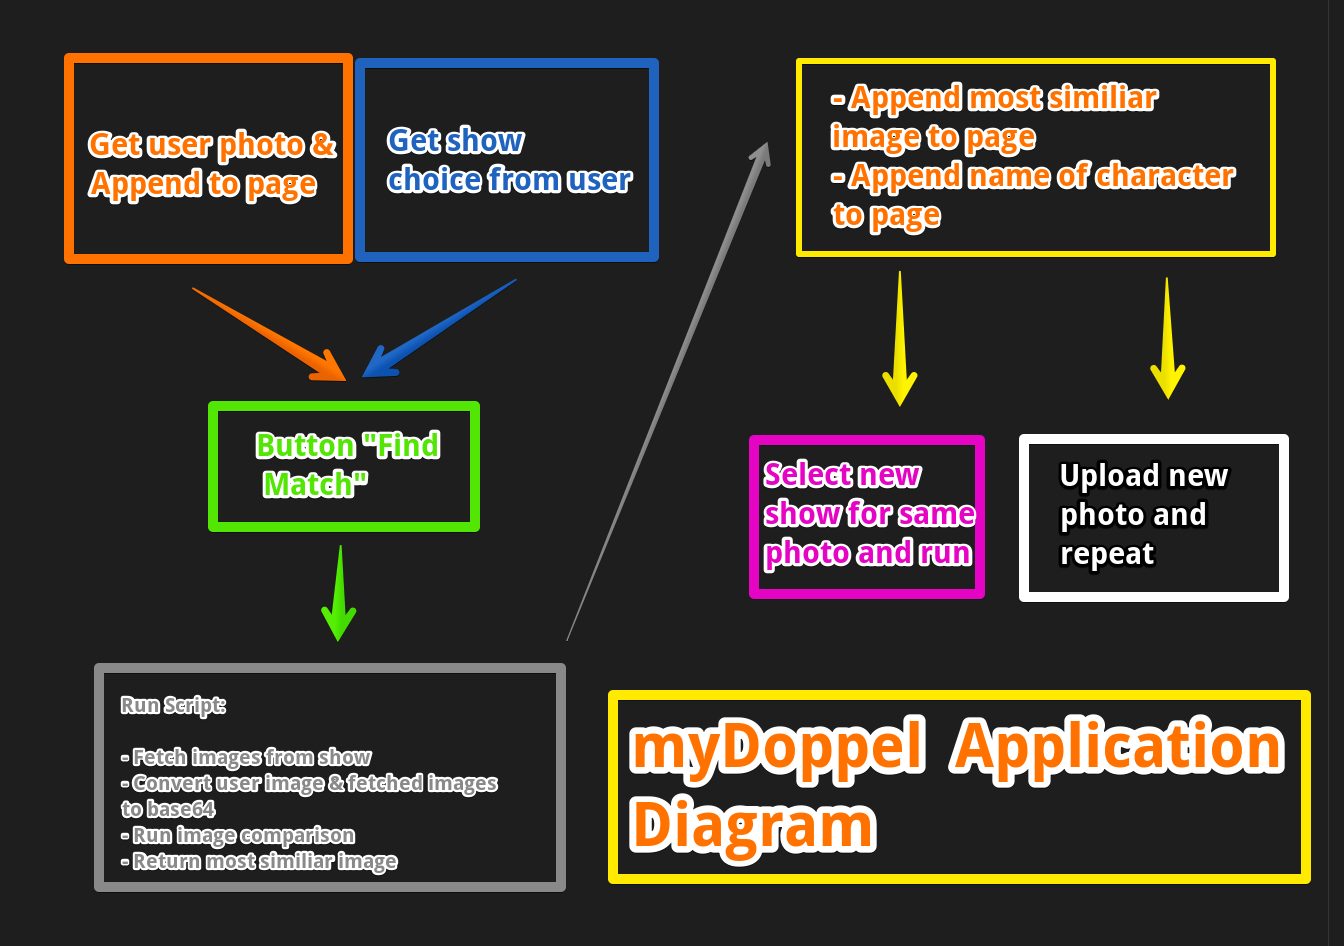 Get user photo &
Append to page
Get show
choice from user
Button "Find
Match"
Run Script:
- Fetch images from show
- Convert user image & fetched images
to base64
- Run image comparison
- Return most similiar image
- Append most similiar
image to page
- Append name of character
to page
Select new
show for same
photo and run
Upload new
photo and
repeat
myDoppel Application
Diagram